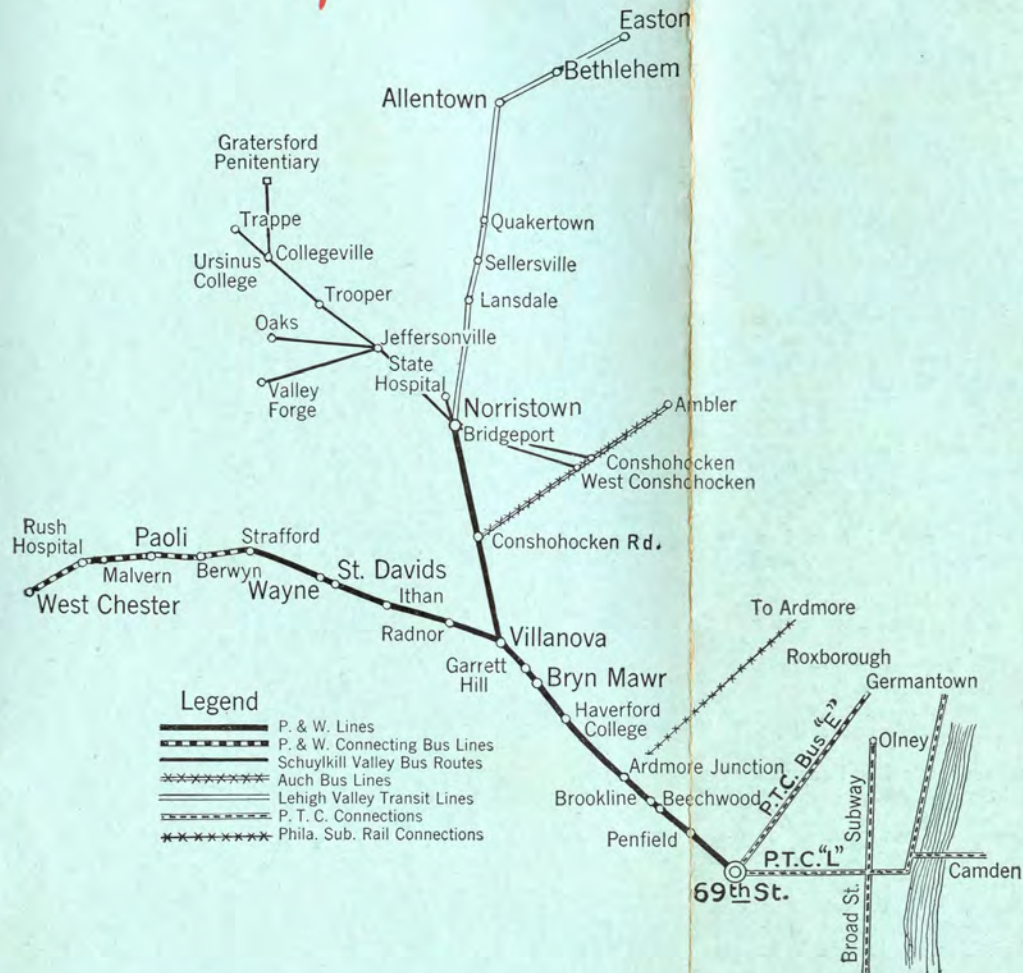 Easton
Bethlehem
Allentown
Gratersford
Penitentiary
Trappe
Quakertown
Ursinus
College
Collegeville
Sellersville
Trooper
Lansdale
Oaks
Jeffersonville
State
Hospital
Valley
Forge
Norristown
Ambler
Bridgeport
Conshohocken
West Conshohocken
Rush
Hospital
Paoli
Strafford
Conshohocken Rd.
Malvern
Berwyn
St. Davids
Wayne
Ithan
West Chester
Radnor
Villanova
To Ardmore
Garrett
Hill
Bryn Mawr
Roxborough
Germantown
Haverford
College
Olney
Ardmore Junction
P.T.C. Bus "E"
Brookline
Beechwood
Subway
Penfield
P.T.C. "L"
Camden
69th St.
Broad St.
Legend
P. & W. Lines
P. & W. Connecting Bus Lines
Schuylkill Valley Bus Routes
Auch Bus Lines
Lehigh Valley Transit Lines
P. T. C. Connections
Phila. Sub. Rail Connections